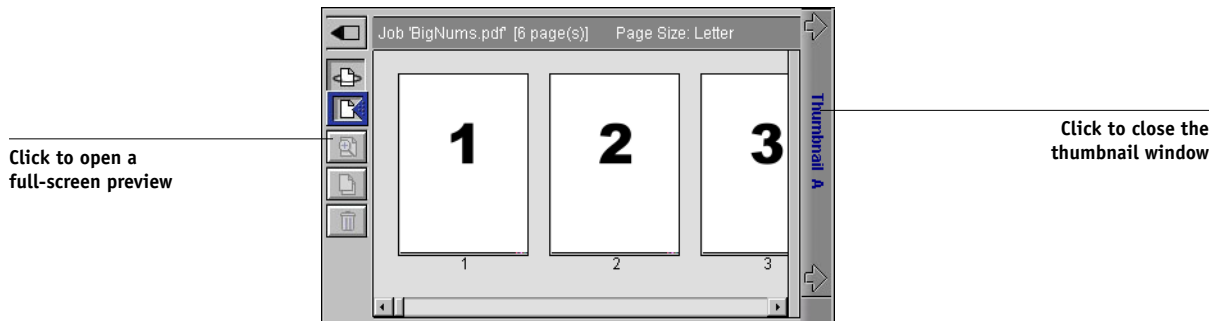 Job 'BigNums.pdf' [6 page(s)] Page Size: Letter
1 2 3
1 2 3
Thumbnail A
Click to open a
full-screen preview
Click to close the
thumbnail window